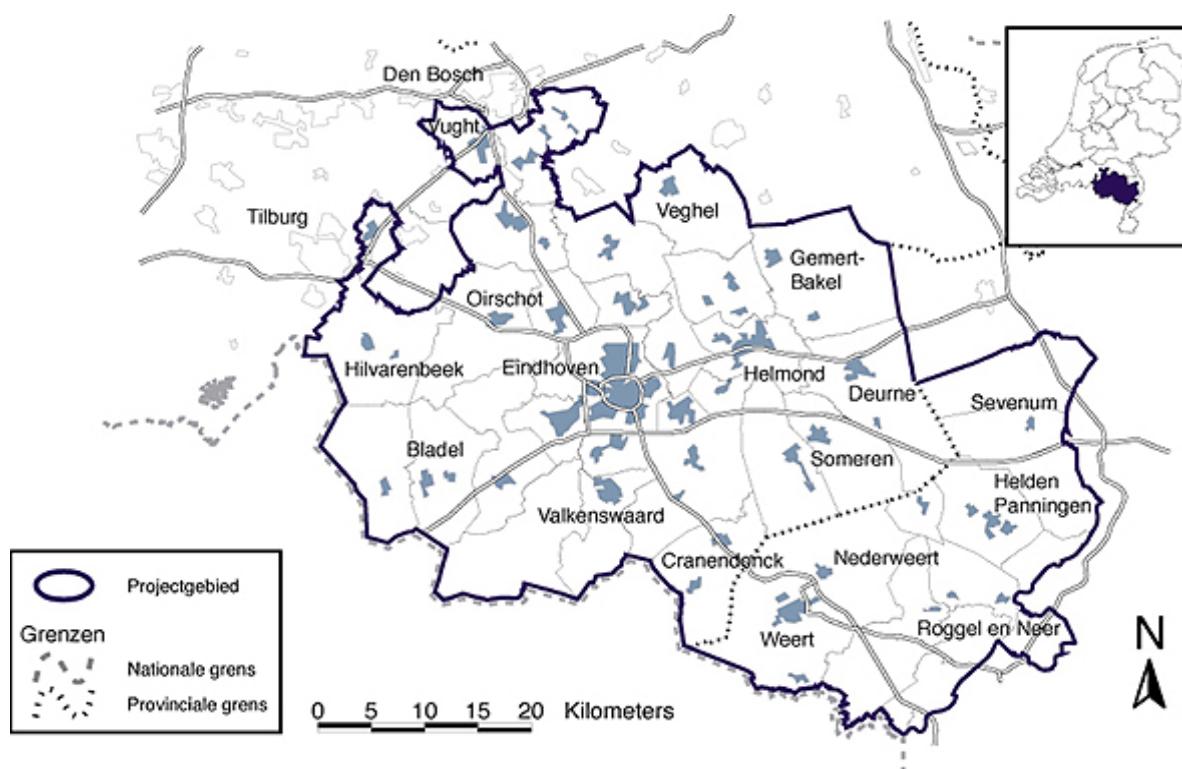 Den Bosch
Vught
Tilburg
Veghel
Gemert-
Bakel
Oirschot
Hilvarenbeek
Eindhoven
Helmond
Deurne
Sevenum
Bladel
Someren
Helden
Panningen
Valkenswaard
Cranendonck
Nederweert
Weert
Roggel en Neer
Projectgebied
Grenzen
Nationale grens
Provinciale grens
0 5 10 15 20 Kilometers
N